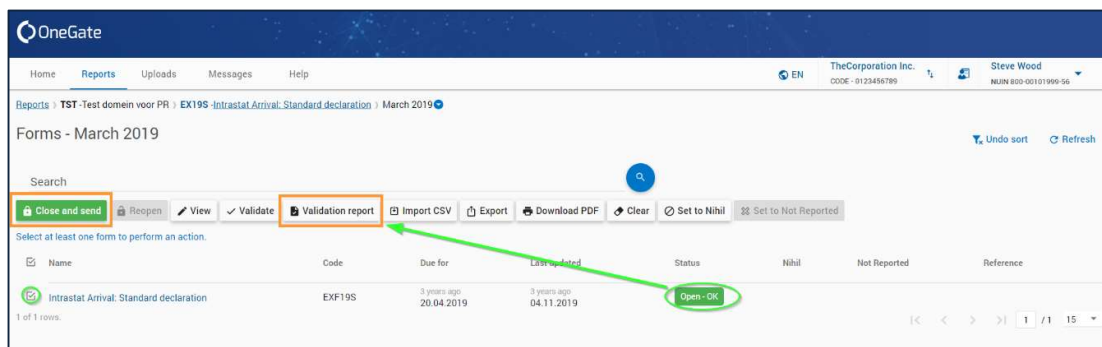 OneGate
Home Reports Uploads Messages Help EN TheCorporation Inc. Steve Wood
CODE - 0123456789 NUIN 800-00101999-56
Reports > TST -Test domein voor PR > EX19S -Intrastat Arrival: Standard declaration > March 2019
Forms - March 2019
Undo sort Refresh
Search
Close and send Reopen View Validate Validation report Import CSV Export Download PDF Clear Set to Nihil Set to Not Reported
Select at least one form to perform an action.
Name Code Due for Last updated Status Nihil Not Reported Reference
Intrastat Arrival: Standard declaration EXF19S 3 years ago 3 years ago Open - OK
20.04.2019 04.11.2019
1 of 1 rows. |< < > >| 1 / 1 15